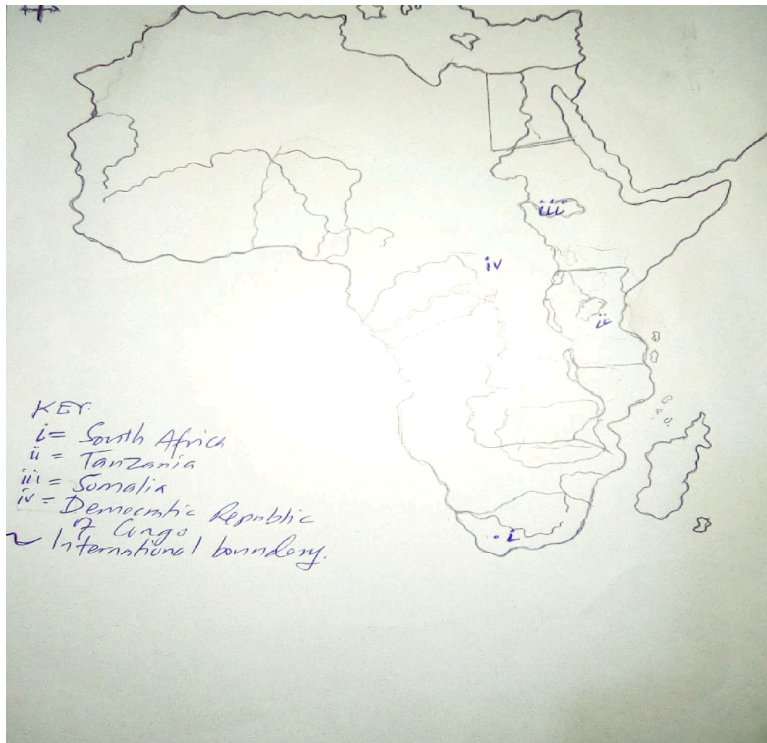 iii
iv
ii
KEY:
i = South Africa
ii = Tanzania
iii = Somalia
iv = Democratic Republic
of Congo
~ International boundary.
i